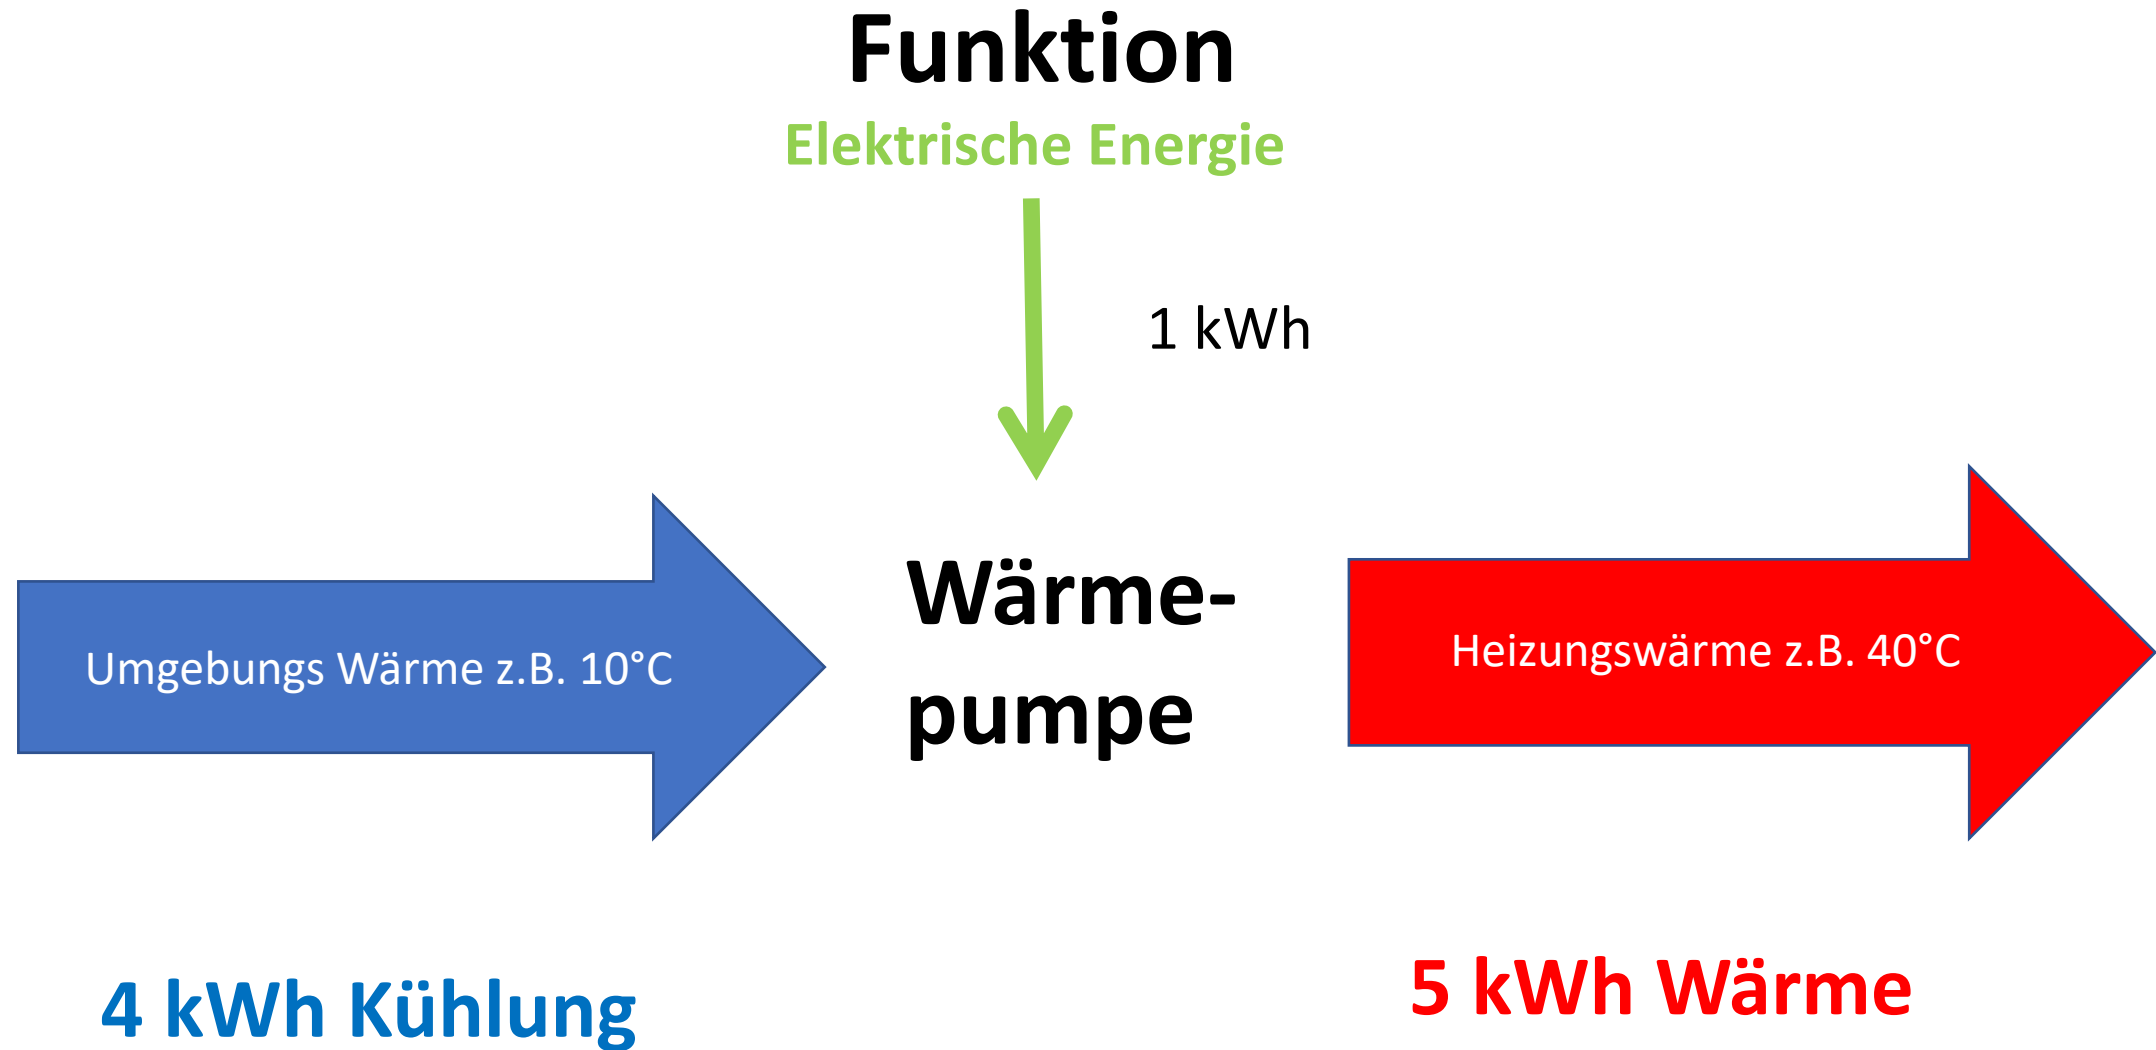 Funktion
Elektrische Energie
1 kWh
Umgebungs Wärme z.B. 10°C
Wärme-
pumpe
Heizungswärme z.B. 40°C
4 kWh Kühlung
5 kWh Wärme